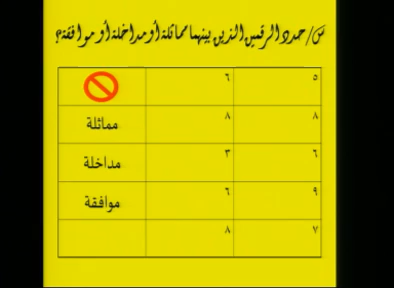 س/ حدد الرقمين الذين بينهما مماثلة أو مداخلة أو موافقة؟
٥ ٦
٨ ٨ مماثلة
٦ ٣ مداخلة
٩ ٦ موافقة
٧ ٨